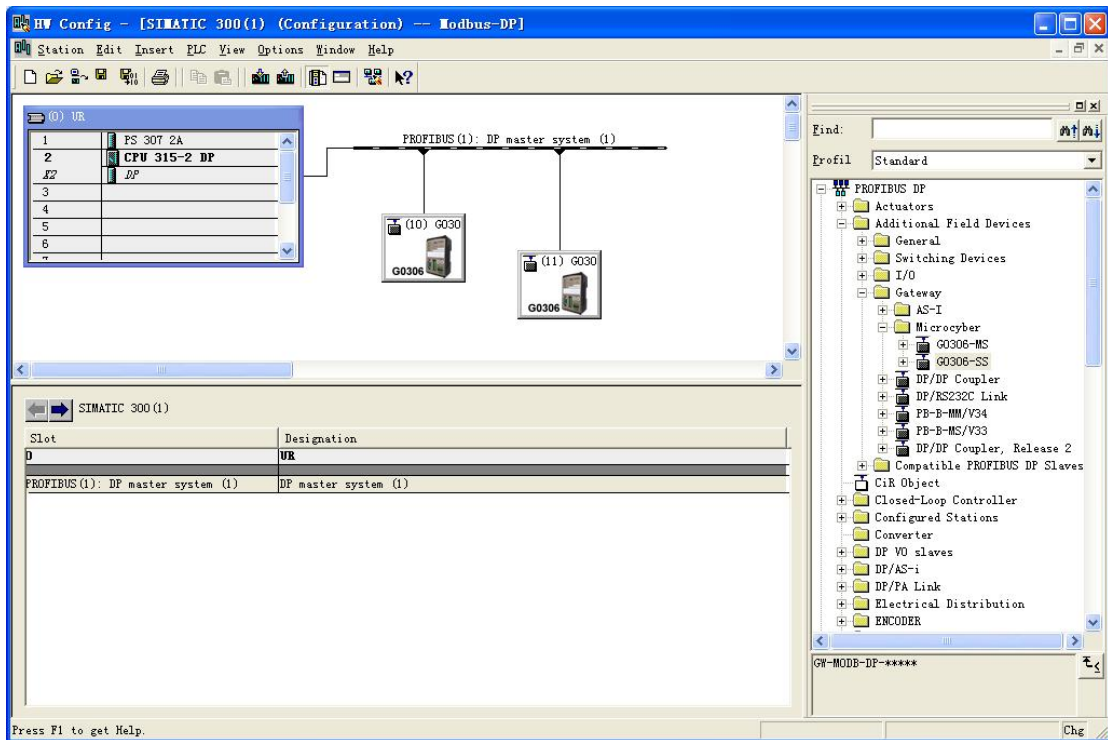 HW Config - [SIMATIC 300(1) (Configuration) -- Modbus-DP]
Station Edit Insert PLC View Options Window Help
(0) UR
1 PS 307 2A
2 CPU 315-2 DP
X2 DP
3
4
5
6
7
PROFIBUS(1): DP master system (1)
(10) G030
G0306
(11) G030
G0306
SIMATIC 300(1)
Slot Designation
0 UR
PROFIBUS(1): DP master system (1) DP master system (1)
Find:
Profil Standard
PROFIBUS DP
Actuators
Additional Field Devices
General
Switching Devices
I/O
Gateway
AS-I
Microcyber
G0306-MS
G0306-SS
DP/DP Coupler
DP/RS232C Link
PB-B-MM/V34
PB-B-MS/V33
DP/DP Coupler, Release 2
Compatible PROFIBUS DP Slaves
CiR Object
Closed-Loop Controller
Configured Stations
Converter
DP V0 slaves
DP/AS-i
DP/PA Link
Electrical Distribution
ENCODER
GW-MODB-DP-*****
Press F1 to get Help.
Chg